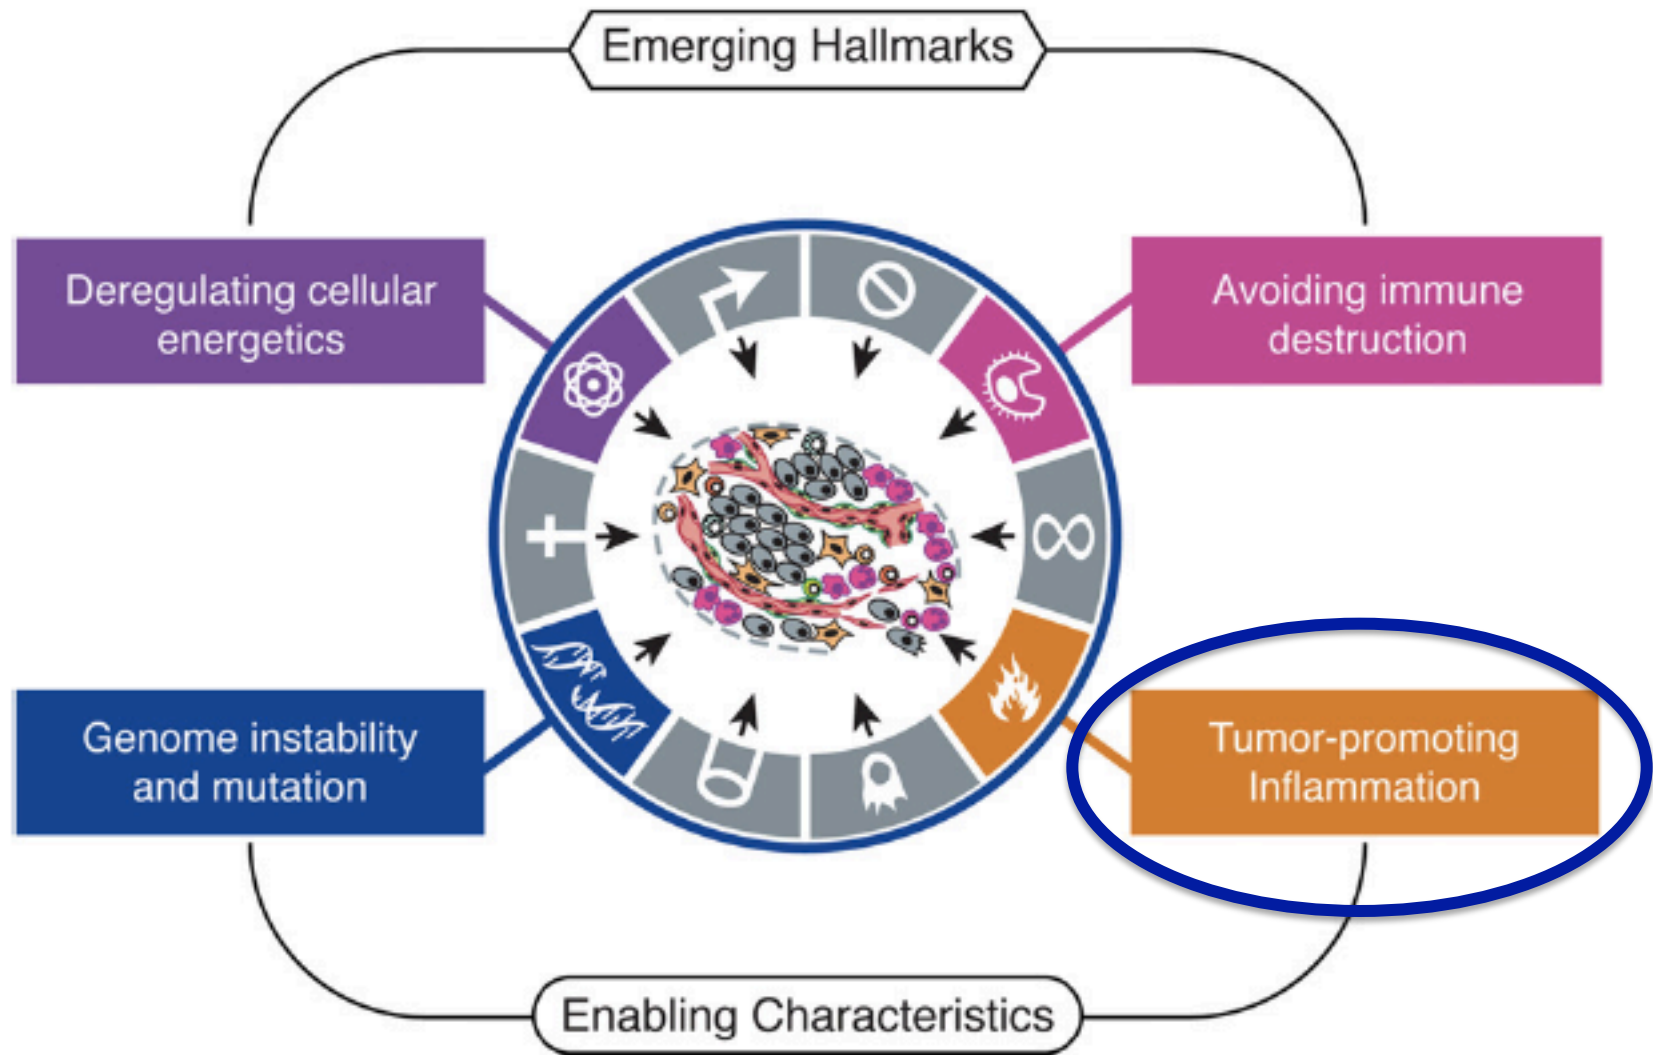 Emerging Hallmarks
Deregulating cellular
energetics
Avoiding immune
destruction
Genome instability
and mutation
Tumor-promoting
Inflammation
Enabling Characteristics